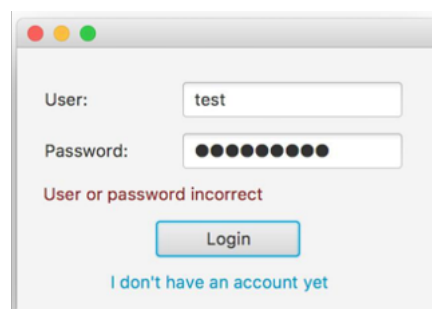 User: test
Password: ●●●●●●●●●
User or password incorrect
Login
I don't have an account yet